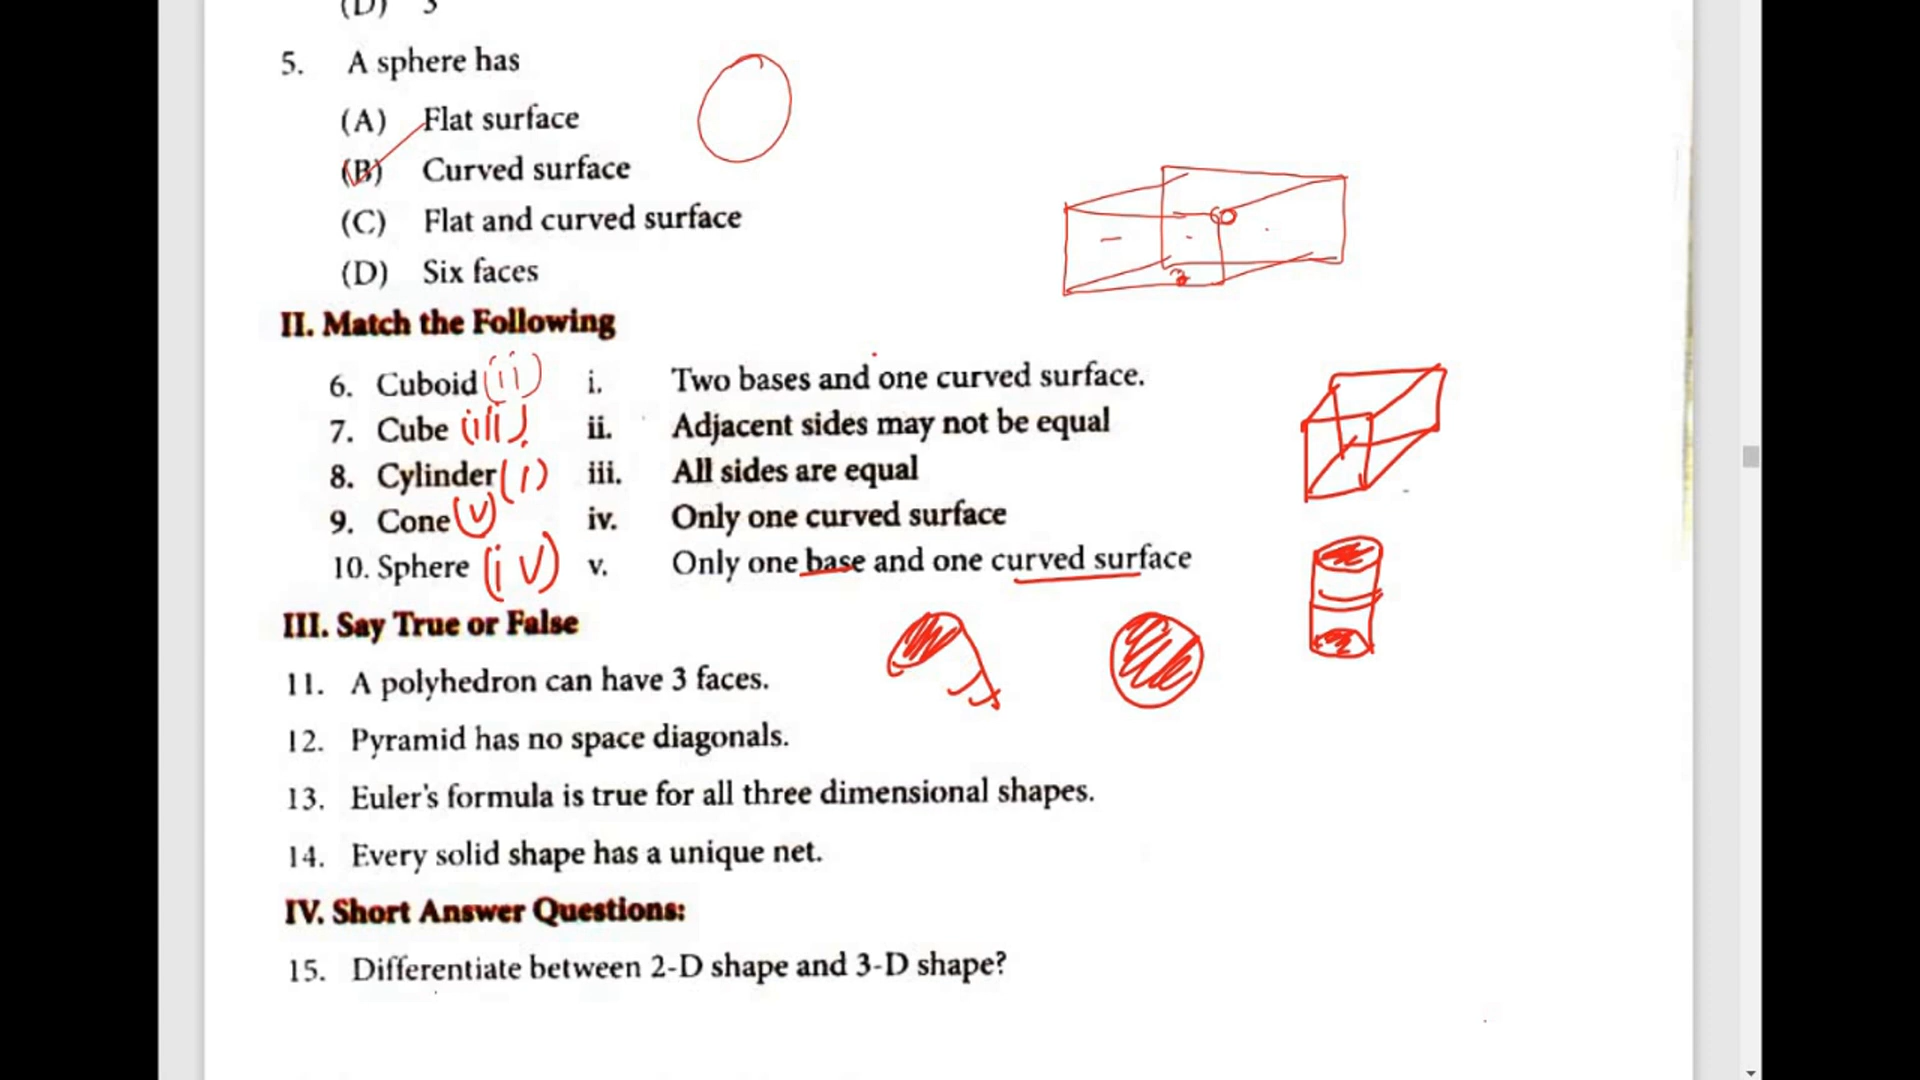 (D) 3
5. A sphere has
(A) Flat surface
(B) Curved surface
(C) Flat and curved surface
(D) Six faces
II. Match the Following
6. Cuboid (ii) i. Two bases and one curved surface.
7. Cube (iii) ii. Adjacent sides may not be equal
8. Cylinder (i) iii. All sides are equal
9. Cone (v) iv. Only one curved surface
10. Sphere (iv) v. Only one base and one curved surface
III. Say True or False
11. A polyhedron can have 3 faces.
12. Pyramid has no space diagonals.
13. Euler's formula is true for all three dimensional shapes.
14. Every solid shape has a unique net.
IV. Short Answer Questions:
15. Differentiate between 2-D shape and 3-D shape?